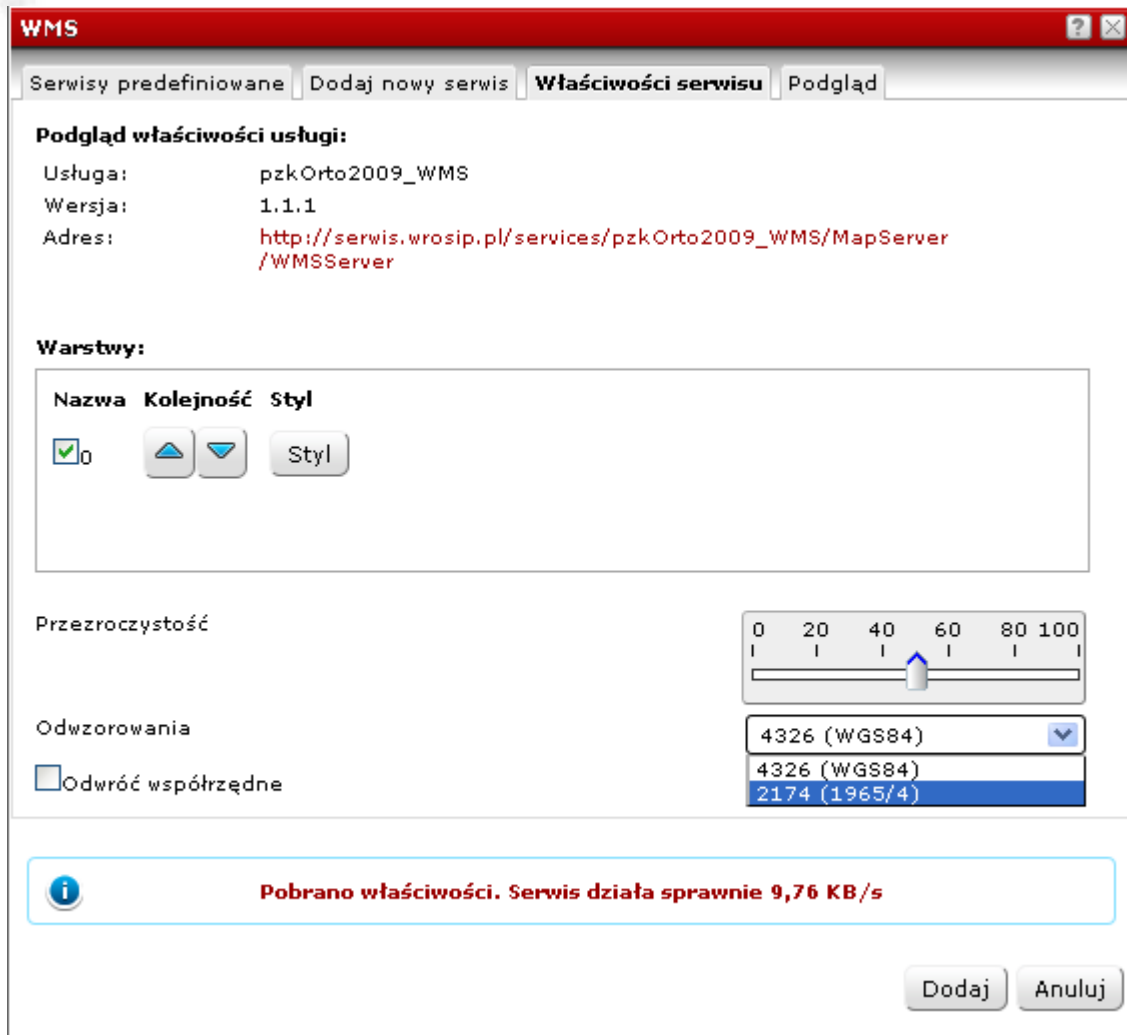 WMS
Serwisy predefiniowane Dodaj nowy serwis Właściwości serwisu Podgląd
Podgląd właściwości usługi:
Usługa: pzkOrto2009_WMS
Wersja: 1.1.1
Adres: http://serwis.wrosip.pl/services/pzkOrto2009_WMS/MapServer
/WMSServer
Warstwy:
Nazwa Kolejność Styl
0 Styl
Przezroczystość
0 20 40 60 80 100
Odwzorowania 4326 (WGS84)
4326 (WGS84)
Odwróć współrzędne 2174 (1965/4)
Pobrano właściwości. Serwis działa sprawnie 9,76 KB/s
Dodaj Anuluj